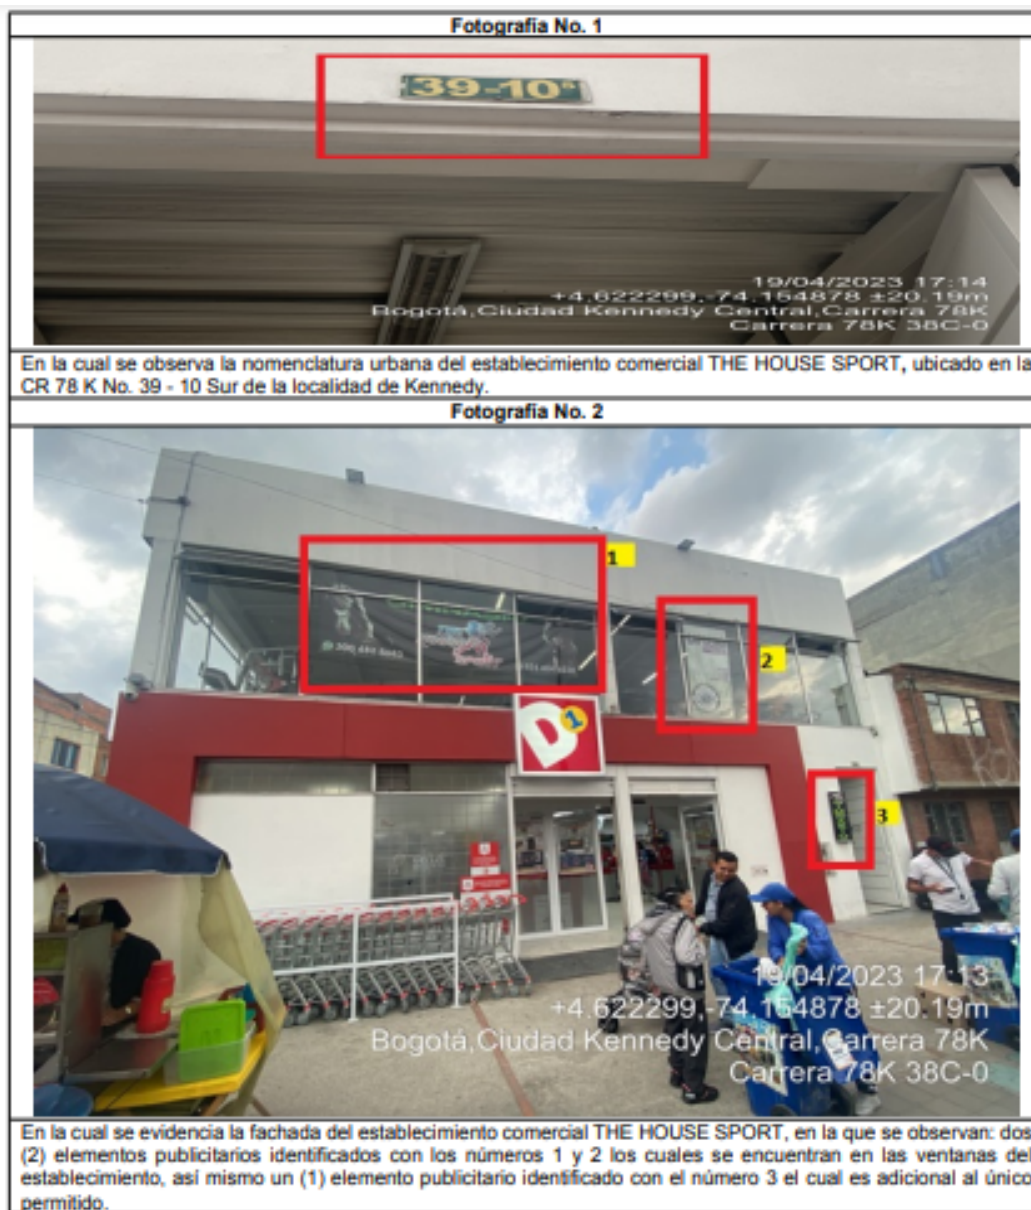 Fotografía No. 1
39-10ˢ
19/04/2023 17:14
+4.622299,-74.154878 ±20.19m
Bogotá,Ciudad Kennedy Central,Carrera 78K
Carrera 78K 38C-0
En la cual se observa la nomenclatura urbana del establecimiento comercial THE HOUSE SPORT, ubicado en la
CR 78 K No. 39 - 10 Sur de la localidad de Kennedy.
Fotografía No. 2
1
2
D1
3
19/04/2023 17:13
+4.622299,-74.154878 ±20.19m
Bogotá,Ciudad Kennedy Central,Carrera 78K
Carrera 78K 38C-0
En la cual se evidencia la fachada del establecimiento comercial THE HOUSE SPORT, en la que se observan: dos
(2) elementos publicitarios identificados con los números 1 y 2 los cuales se encuentran en las ventanas del
establecimiento, así mismo un (1) elemento publicitario identificado con el número 3 el cual es adicional al único
permitido.